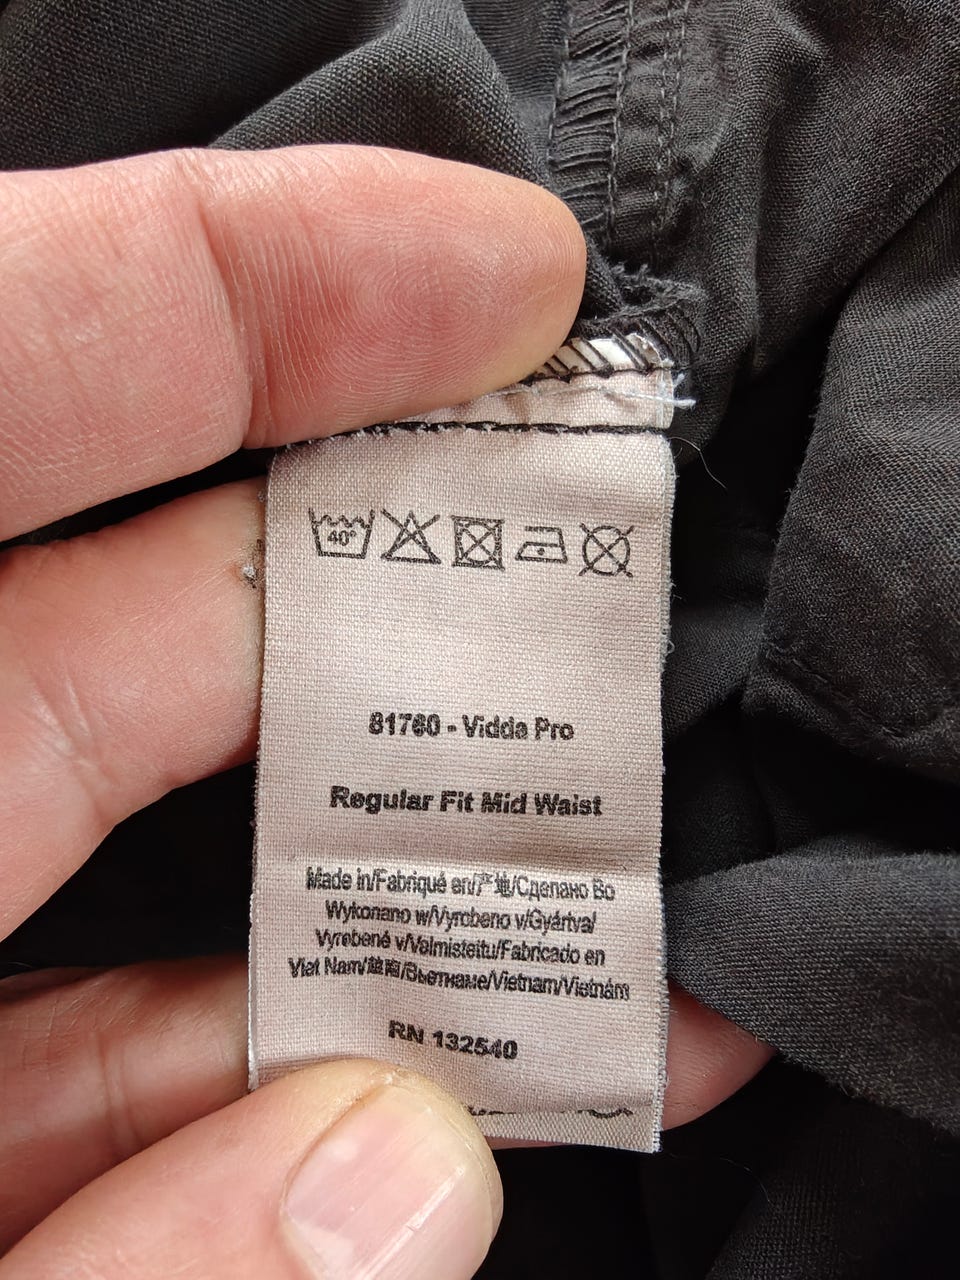 40°
81760 - Vidda Pro
Regular Fit Mid Waist
Made in/Fabriqué en/产地/Сделано Во
Wykonano w/Vyrobeno v/Gyártva/
Vyrobené v/Valmistettu/Fabricado en
Viet Nam/越南/Вьетнаме/Vietnam/Vietnám
RN 132540